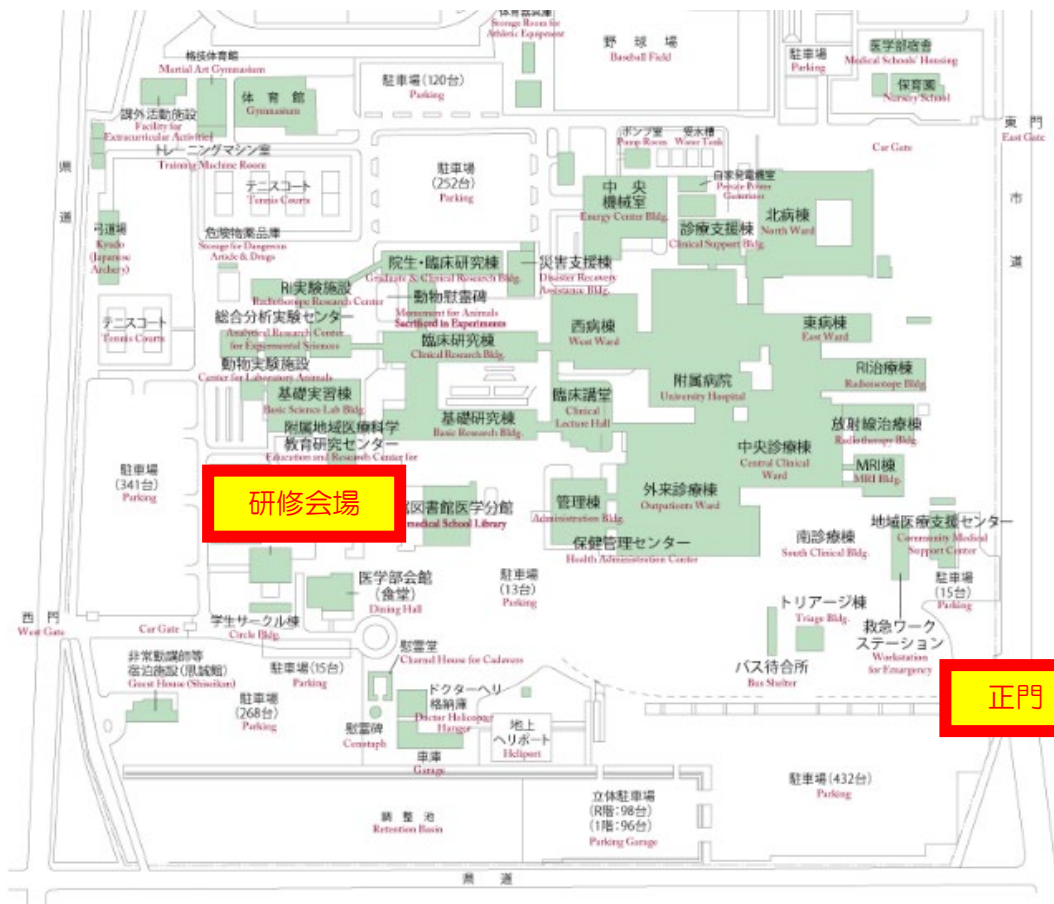 体育器具庫
Storage Room for
Athletic Equipment
野球場
Baseball Field
駐車場
Parking
医学部宿舎
Medical Schools' Housing
保育園
Nursery School
格技体育館
Martial Art Gymnasium
体育館
Gymnasium
駐車場(120台)
Parking
課外活動施設
Facility for
Extracurricular Activities
トレーニングマシン室
Training Machine Room
ポンプ室
Pump Room
受水槽
Water Tank
東門
East Gate
Car Gate
県道
テニスコート
Tennis Courts
駐車場
(252台)
Parking
中央
機械室
Energy Center Bldg.
自家発電機室
Private Power
Generator
診療支援棟
Clinical Support Bldg.
北病棟
North Ward
市道
弓道場
Kyudo
(Japanese
Archery)
危険物薬品庫
Storage for Dangerous
Article & Drugs
院生・臨床研究棟
Graduate & Clinical Research Bldg.
災害支援棟
Disaster Recovery
Assistance Bldg.
RI実験施設
Radioisotope Research Center
動物慰霊碑
Monument for Animals
Sacrificed in Experiments
総合分析実験センター
Analytical Research Center
for Experimental Sciences
テニスコート
Tennis Courts
臨床研究棟
Clinical Research Bldg.
西病棟
West Ward
東病棟
East Ward
動物実験施設
Center for Laboratory Animals
RI治療棟
Radioisotope Bldg.
附属病院
University Hospital
基礎実習棟
Basic Science Lab Bldg.
臨床講堂
Clinical
Lecture Hall
基礎研究棟
Basic Research Bldg.
放射線治療棟
Radiotherapy Bldg.
附属地域医療科学
教育研究センター
Education and Research Center for
中央診療棟
Central Clinical
Ward
MRI棟
MRI Bldg.
駐車場
(341台)
Parking
研修会場
図書館医学分館
medical School Library
管理棟
Administration Bldg.
外来診療棟
Outpatients Ward
保健管理センター
Health Administration Center
南診療棟
South Clinical Bldg.
地域医療支援センター
Community Medical
Support Center
駐車場
(15台)
Parking
医学部会館
(食堂)
Dining Hall
駐車場
(13台)
Parking
トリアージ棟
Triage Bldg.
救急ワーク
ステーション
Workstation
for Emergency
西門
West Gate
Car Gate
学生サークル棟
Circle Bldg.
慰霊堂
Charnel House for Cadavers
バス待合所
Bus Shelter
非常勤講師等
宿泊施設(思誠館)
Guest House (Shiseikan)
駐車場(15台)
Parking
駐車場
(268台)
Parking
ドクターヘリ
格納庫
Doctor Helicopter
Hangar
慰霊碑
Cenotaph
地上
ヘリポート
Heliport
正門
車庫
Garage
駐車場(432台)
Parking
調整池
Retention Basin
立体駐車場
(R階:98台)
(1階:96台)
Parking Garage
県道